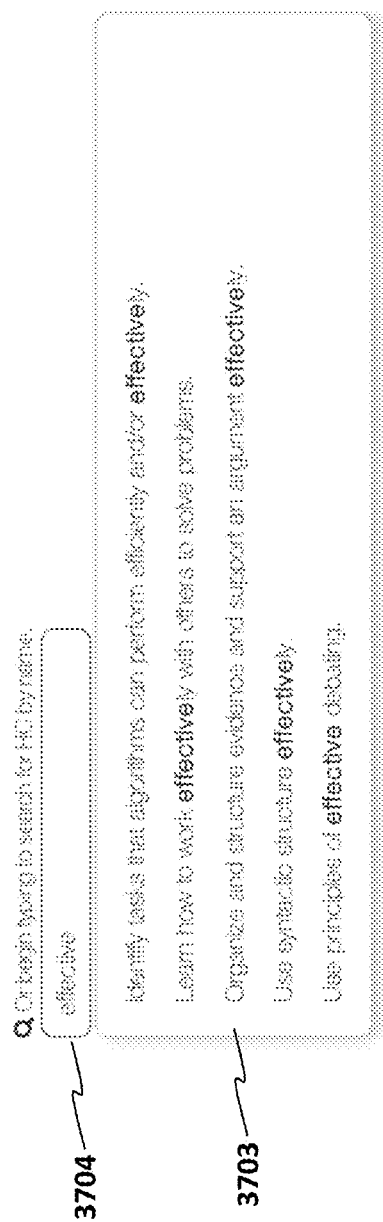 Or begin typing to search for HC by name.
effective
Identify tasks that algorithms can perform efficiently and/or effectively.
Learn how to work effectively with others to solve problems.
Organize and structure evidence and support an argument effectively.
Use syntactic structure effectively.
Use principles of effective debating.
3704
3703